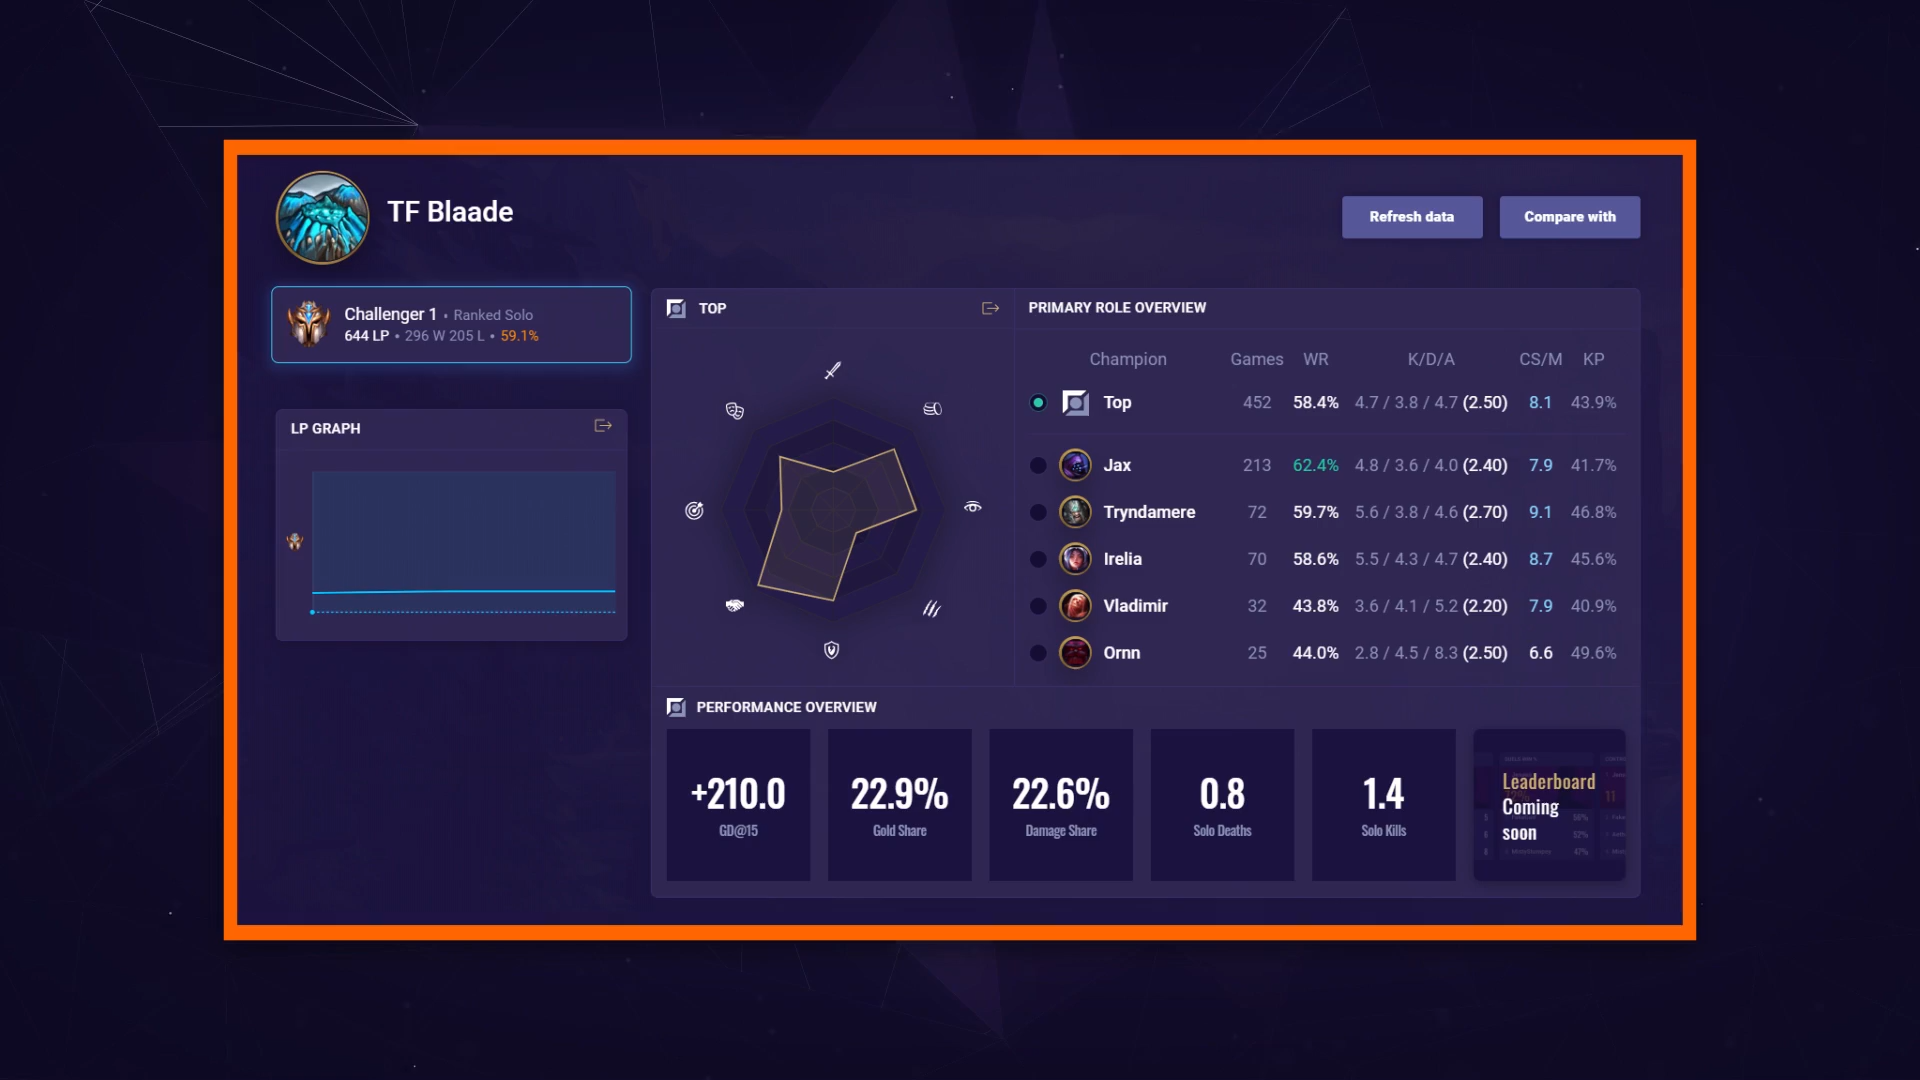 TF Blaade
Refresh data
Compare with
Challenger 1 • Ranked Solo
644 LP • 296 W 205 L • 59.1%
LP GRAPH
TOP
PRIMARY ROLE OVERVIEW
Champion Games WR K/D/A CS/M KP
Top 452 58.4% 4.7 / 3.8 / 4.7 (2.50) 8.1 43.9%
Jax 213 62.4% 4.8 / 3.6 / 4.0 (2.40) 7.9 41.7%
Tryndamere 72 59.7% 5.6 / 3.8 / 4.6 (2.70) 9.1 46.8%
Irelia 70 58.6% 5.5 / 4.3 / 4.7 (2.40) 8.7 45.6%
Vladimir 32 43.8% 3.6 / 4.1 / 5.2 (2.20) 7.9 40.9%
Ornn 25 44.0% 2.8 / 4.5 / 8.3 (2.50) 6.6 49.6%
PERFORMANCE OVERVIEW
+210.0
GD@15
22.9%
Gold Share
22.6%
Damage Share
0.8
Solo Deaths
1.4
Solo Kills
Leaderboard
Coming
soon